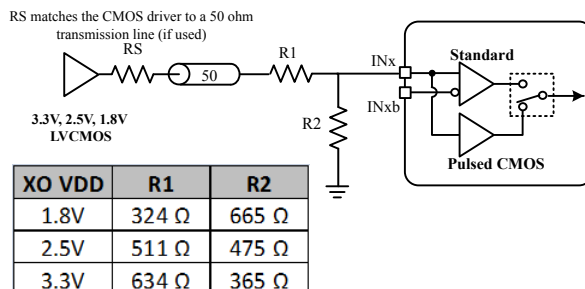 RS matches the CMOS driver to a 50 ohm
transmission line (if used)
RS
50
R1
R2
INx
INxb
Standard
Pulsed CMOS
3.3V, 2.5V, 1.8V
LVCMOS
XO VDD R1 R2
1.8V 324 Ω 665 Ω
2.5V 511 Ω 475 Ω
3.3V 634 Ω 365 Ω